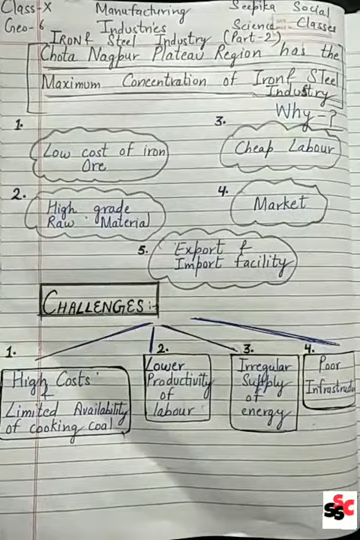 Class-X Manufacturing Seepika Social
Geo-6 Industries Science Classes
Iron & Steel Industry (Part-2)
Chota Nagpur Plateau Region has the
Maximum Concentration of Iron & Steel
Industry
Why-?
1.
Low cost of iron
Ore
2.
High grade
Raw Material
3.
Cheap Labour
4.
Market
5.
Export &
Import facility
CHALLENGES:-
1.
High Costs
&
Limited Availability
of cooking coal
2.
Lower
Productivity
of
labour
3.
Irregular
Supply
of
energy
4.
Poor
Infrastru
SSC